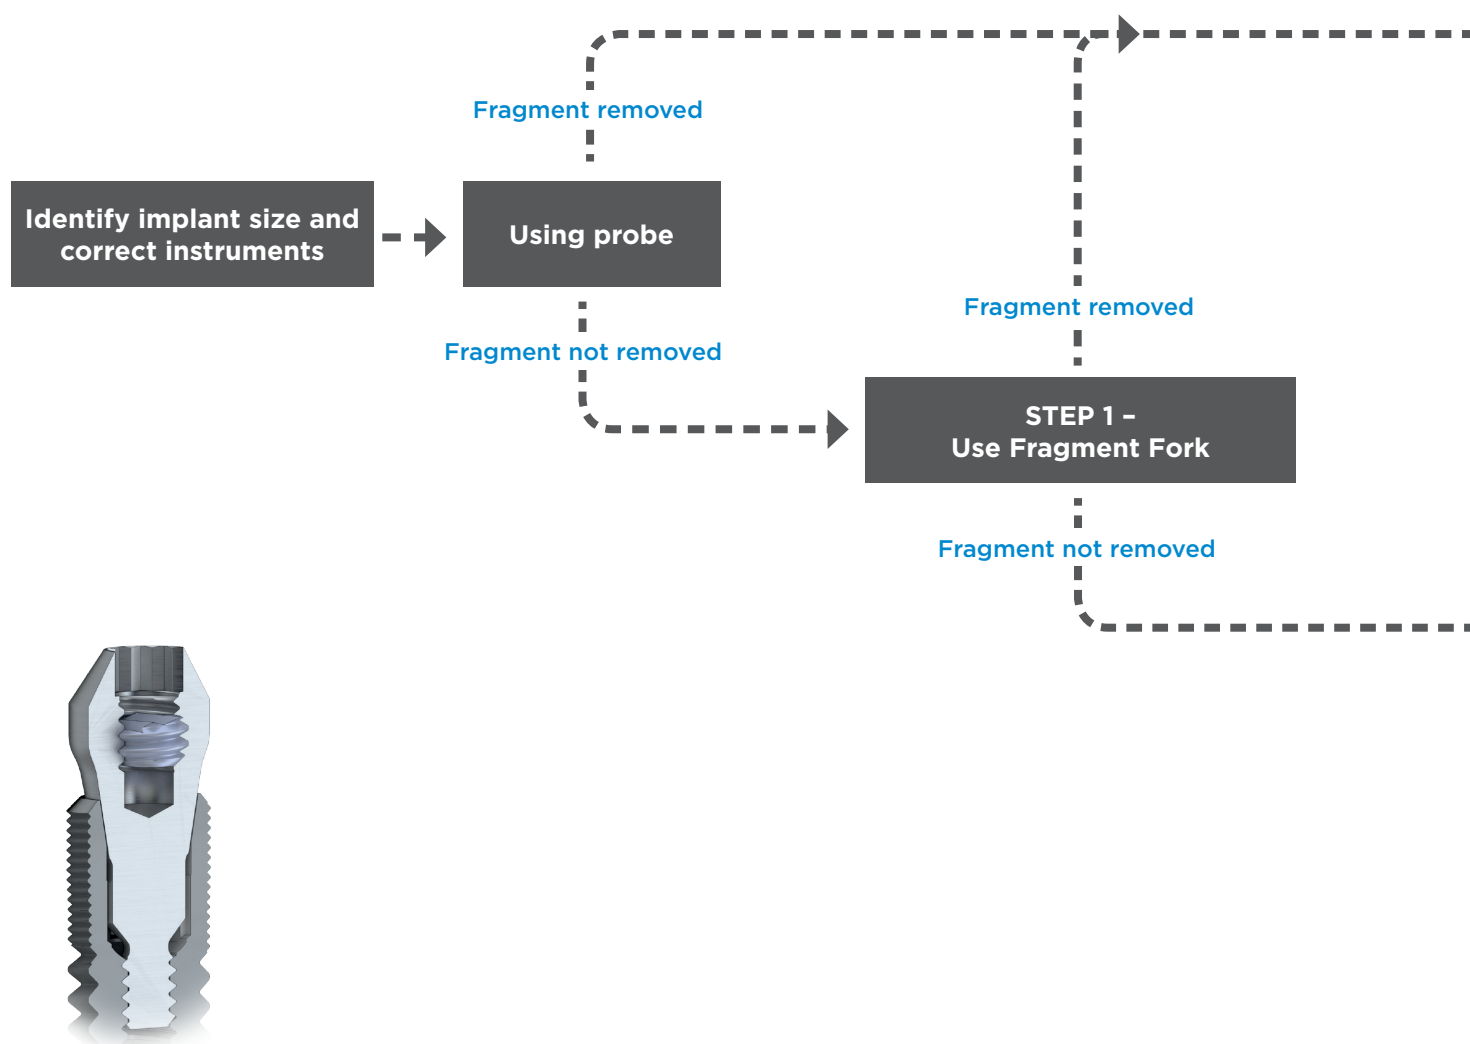 Fragment removed
Identify implant size and
correct instruments
Using probe
Fragment removed
Fragment not removed
STEP 1 –
Use Fragment Fork
Fragment not removed